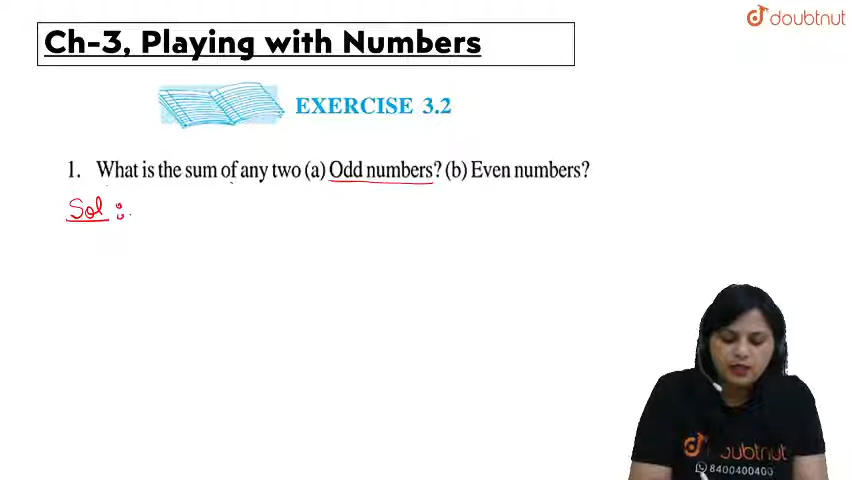 doubtnut
Ch-3, Playing with Numbers
EXERCISE 3.2
1. What is the sum of any two (a) Odd numbers? (b) Even numbers?
Sol :
doubtnut
8400400400